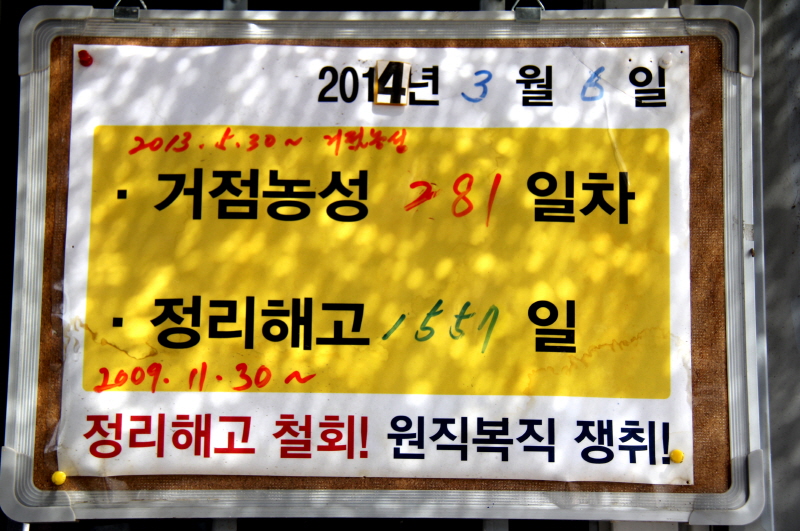 2014년 3 월 6 일
2013. 5. 30 ~ 거점농성
· 거점농성 281 일차
· 정리해고 1557 일
2009. 11. 30 ~
정리해고 철회! 원직복직 쟁취!